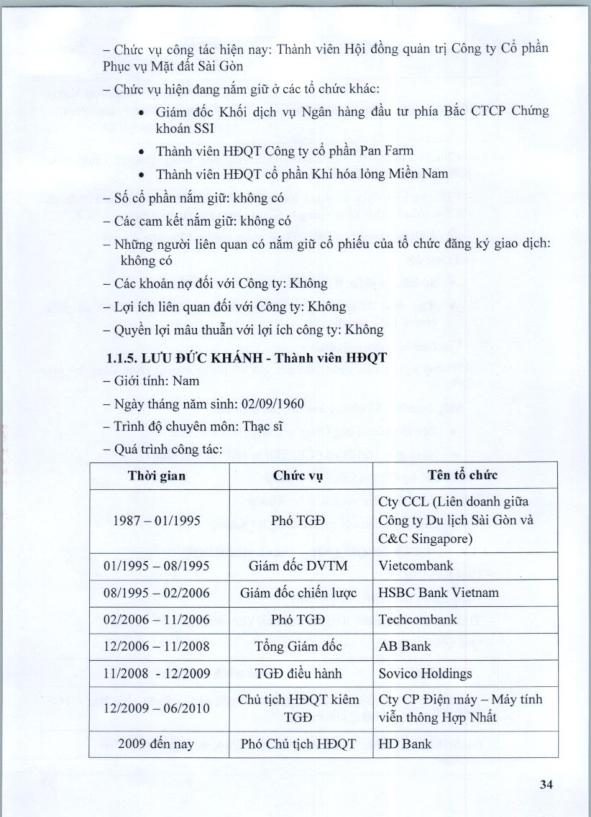 – Chức vụ công tác hiện nay: Thành viên Hội đồng quản trị Công ty Cổ phần
Phục vụ Mặt đất Sài Gòn
– Chức vụ hiện đang nắm giữ ở các tổ chức khác:
• Giám đốc Khối dịch vụ Ngân hàng đầu tư phía Bắc CTCP Chứng
khoán SSI
• Thành viên HĐQT Công ty cổ phần Pan Farm
• Thành viên HĐQT cổ phần Khí hóa lỏng Miền Nam
– Số cổ phần nắm giữ: không có
– Các cam kết nắm giữ: không có
– Những người liên quan có nắm giữ cổ phiếu của tổ chức đăng ký giao dịch:
không có
– Các khoản nợ đối với Công ty: Không
– Lợi ích liên quan đối với Công ty: Không
– Quyền lợi mâu thuẫn với lợi ích công ty: Không
1.1.5. LƯU ĐỨC KHÁNH - Thành viên HĐQT
– Giới tính: Nam
– Ngày tháng năm sinh: 02/09/1960
– Trình độ chuyên môn: Thạc sĩ
– Quá trình công tác:
Thời gian Chức vụ Tên tổ chức
1987 – 01/1995 Phó TGĐ Cty CCL (Liên doanh giữa
Công ty Du lịch Sài Gòn và
C&C Singapore)
01/1995 – 08/1995 Giám đốc DVTM Vietcombank
08/1995 – 02/2006 Giám đốc chiến lược HSBC Bank Vietnam
02/2006 – 11/2006 Phó TGĐ Techcombank
12/2006 – 11/2008 Tổng Giám đốc AB Bank
11/2008 - 12/2009 TGĐ điều hành Sovico Holdings
12/2009 – 06/2010 Chủ tịch HĐQT kiêm Cty CP Điện máy – Máy tính
TGĐ viễn thông Hợp Nhất
2009 đến nay Phó Chủ tịch HĐQT HD Bank
34